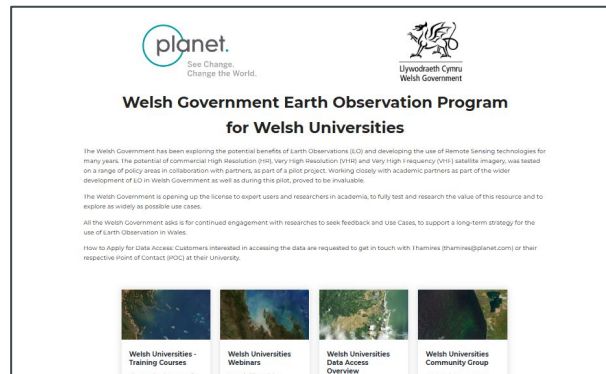 planet.
See Change.
Change the World.
Llywodraeth Cymru
Welsh Government
Welsh Government Earth Observation Program
for Welsh Universities
The Welsh Government has been exploring the potential benefits of Earth Observations (EO) and developing the use of Remote Sensing technologies for
many years. The potential of commercial High Resolution (HR), Very High Resolution (VHR) and Very High Frequency (VHF) satellite imagery, was tested
on a range of policy areas in collaboration with partners, as part of a pilot project. Working closely with academic partners as part of the wider
development of EO in Welsh Government as well as during this pilot, proved to be invaluable.
The Welsh Government is opening up the license to expert users and researchers in academia, to fully test and research the value of this resource and to
explore as widely as possible use cases.
All the Welsh Government asks is for continued engagement with researchers to seek feedback and Use Cases, to support a long-term strategy for the
use of Earth Observation in Wales.
How to Apply for Data Access: Customers interested in accessing the data are requested to get in touch with Thamires (thamires@planet.com) or their
respective Point of Contact (POC) at their University.
Welsh Universities -
Training Courses
Welsh Universities
Webinars
Welsh Universities
Data Access
Overview
Welsh Universities
Community Group